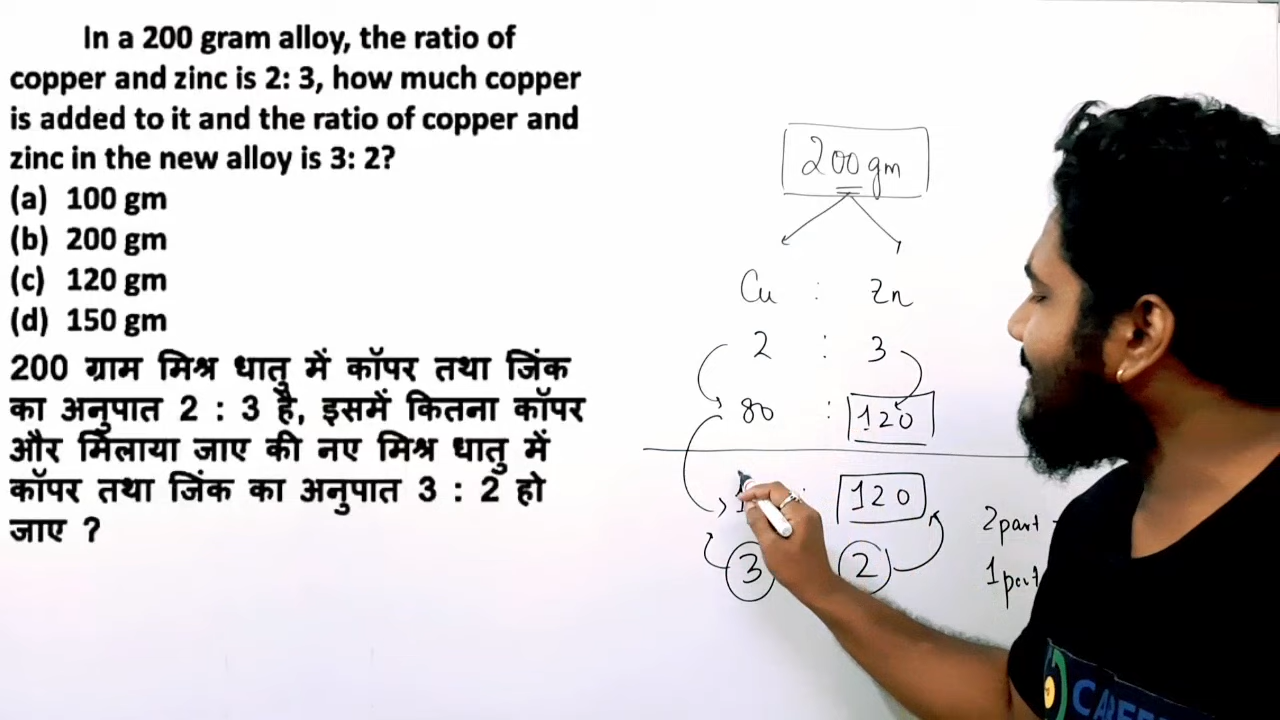 In a 200 gram alloy, the ratio of
copper and zinc is 2: 3, how much copper
is added to it and the ratio of copper and
zinc in the new alloy is 3: 2?
(a) 100 gm
(b) 200 gm
(c) 120 gm
(d) 150 gm
200 ग्राम मिश्र धातु में कॉपर तथा जिंक
का अनुपात 2 : 3 है, इसमें कितना कॉपर
और मिलाया जाए की नए मिश्र धातु में
कॉपर तथा जिंक का अनुपात 3 : 2 हो
जाए ?
200 gm
Cu : Zn
2 : 3
80 : 120
1 : 120
3 2
2 part -
1 part